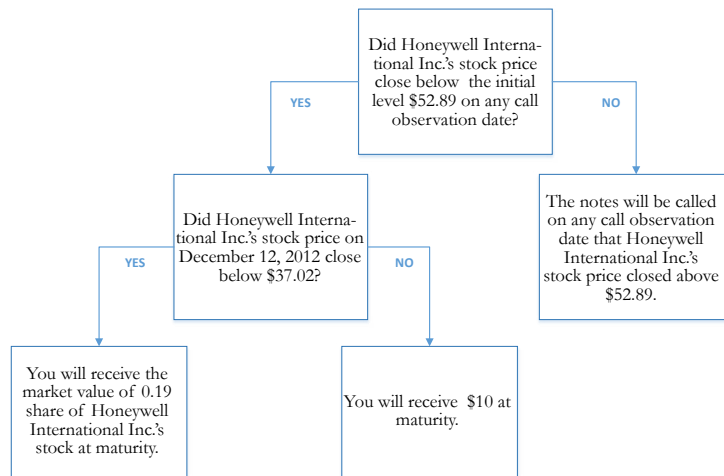 Did Honeywell Interna-
tional Inc.'s stock price
close below the initial
level $52.89 on any call
observation date?
YES
NO
Did Honeywell Interna-
tional Inc.'s stock price on
December 12, 2012 close
below $37.02?
The notes will be called
on any call observation
date that Honeywell
International Inc.'s
stock price closed above
$52.89.
YES
NO
You will receive the
market value of 0.19
share of Honeywell
International Inc.'s
stock at maturity.
You will receive $10 at
maturity.